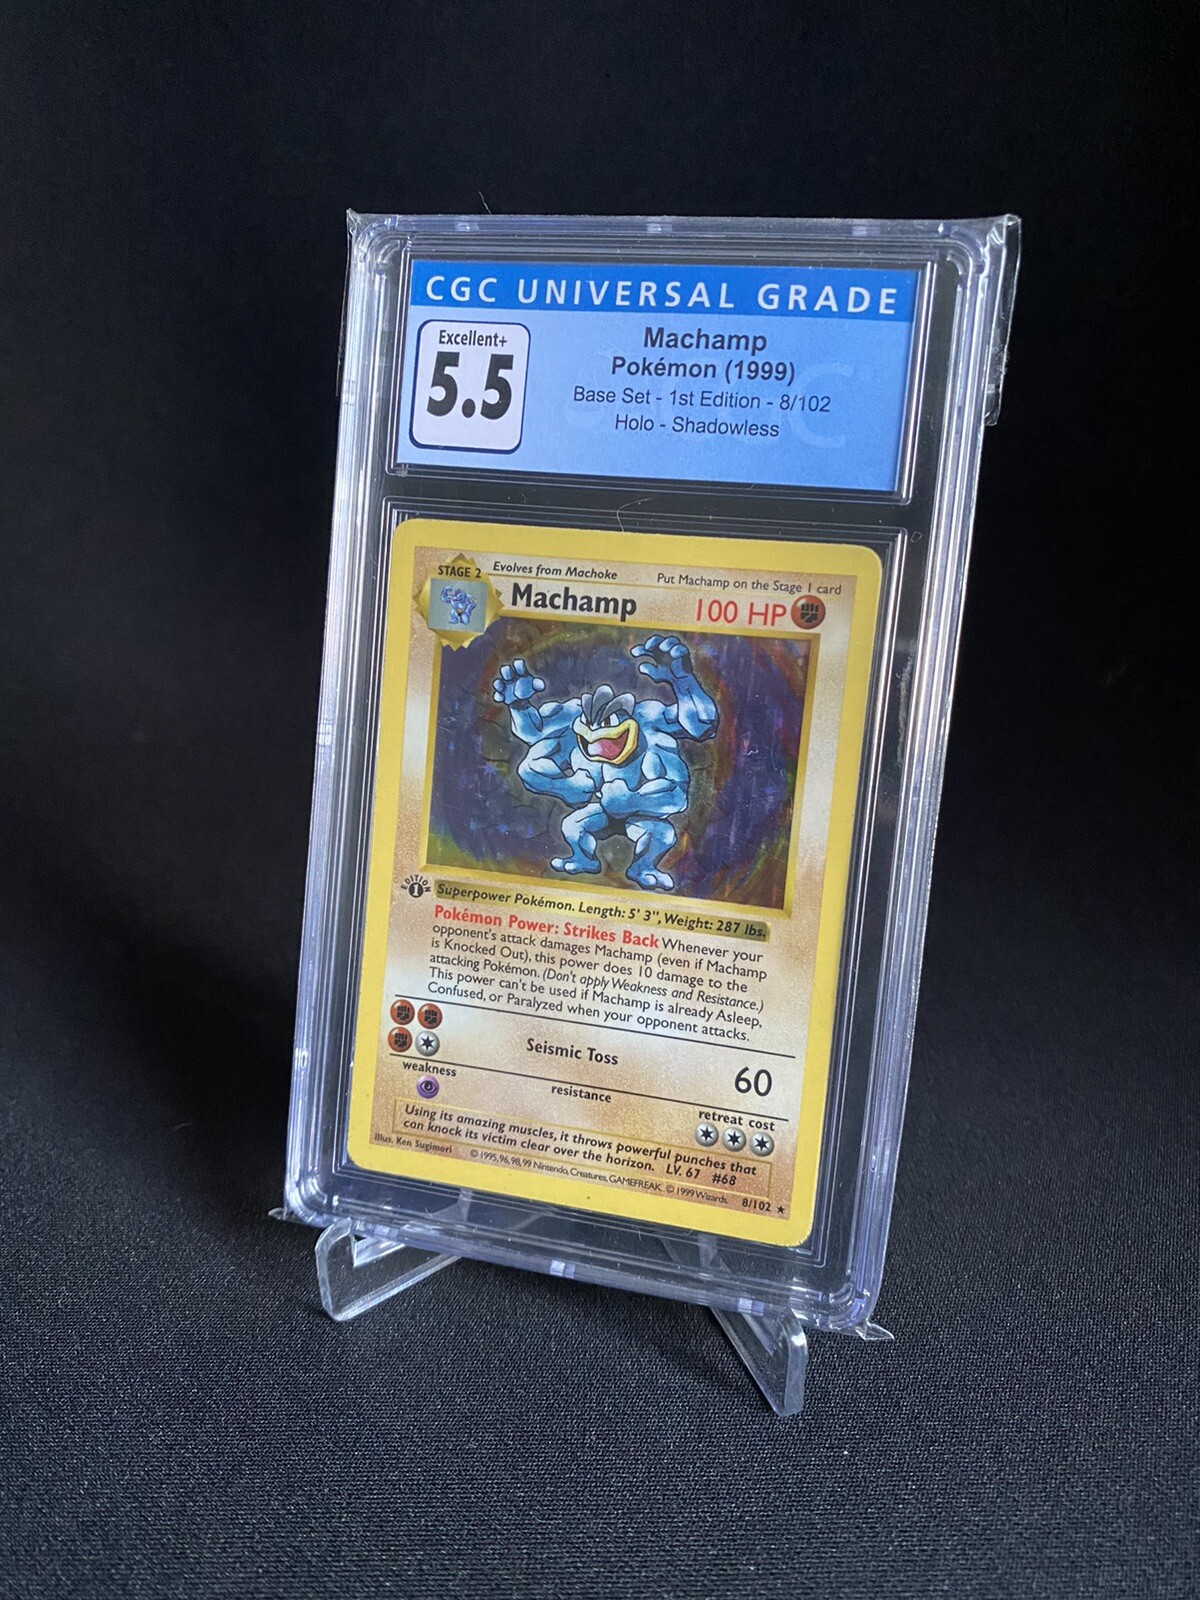 CGC UNIVERSAL GRADE
Excellent+
5.5
Machamp
Pokémon (1999)
Base Set - 1st Edition - 8/102
Holo - Shadowless
STAGE 2
Evolves from Machoke
Put Machamp on the Stage 1 card
Machamp
100 HP
EDITION
1
Superpower Pokémon. Length: 5' 3", Weight: 287 lbs.
Pokémon Power: Strikes Back Whenever your
opponent's attack damages Machamp (even if Machamp
is Knocked Out), this power does 10 damage to the
attacking Pokémon. (Don't apply Weakness and Resistance.)
This power can't be used if Machamp is already Asleep,
Confused, or Paralyzed when your opponent attacks.
Seismic Toss
60
weakness
resistance
retreat cost
Using its amazing muscles, it throws powerful punches that
can knock its victim clear over the horizon. LV. 67 #68
Illus. Ken Sugimori
© 1995, 96, 98, 99 Nintendo, Creatures, GAMEFREAK. © 1999 Wizards.
8/102 ★